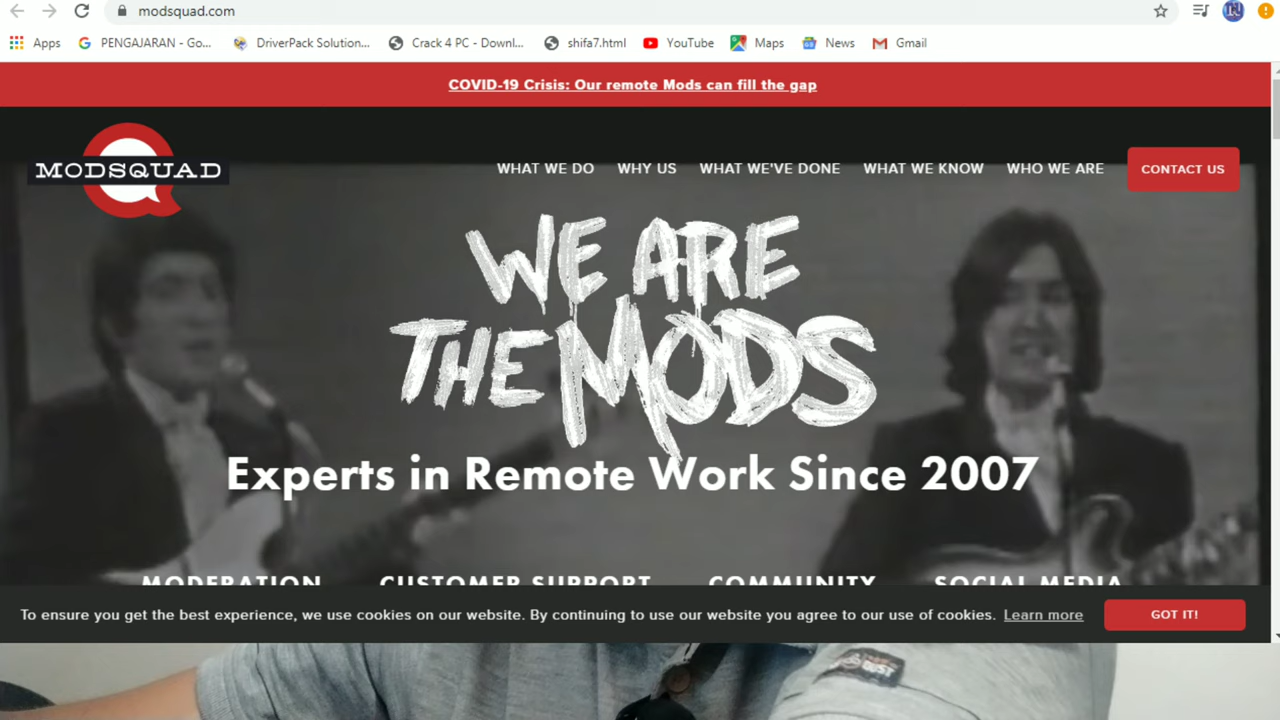 modsquad.com
Apps PENGAJARAN - Go... DriverPack Solution... Crack 4 PC - Downl... shifa7.html YouTube Maps News Gmail
COVID-19 Crisis: Our remote Mods can fill the gap
MODSQUAD
WHAT WE DO WHY US WHAT WE'VE DONE WHAT WE KNOW WHO WE ARE CONTACT US
WE ARE
THE MODS
Experts in Remote Work Since 2007
MODERATION CUSTOMER SUPPORT COMMUNITY SOCIAL MEDIA
To ensure you get the best experience, we use cookies on our website. By continuing to use our website you agree to our use of cookies. Learn more GOT IT!